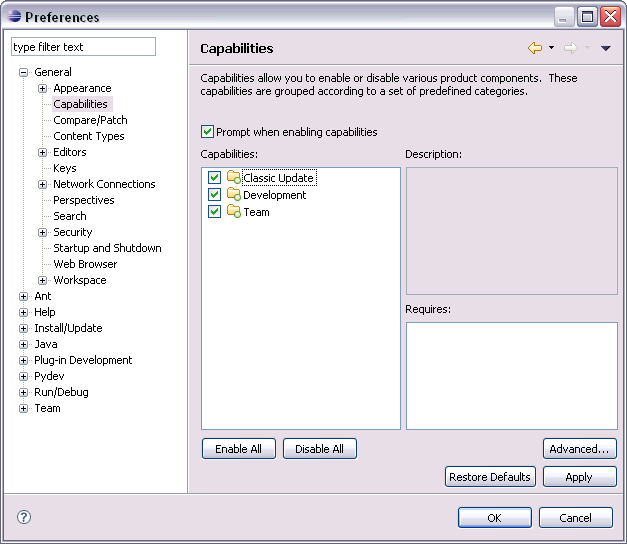 Preferences
type filter text
General
Appearance
Capabilities
Compare/Patch
Content Types
Editors
Keys
Network Connections
Perspectives
Search
Security
Startup and Shutdown
Web Browser
Workspace
Ant
Help
Install/Update
Java
Plug-in Development
Pydev
Run/Debug
Team
Capabilities
Capabilities allow you to enable or disable various product components.  These
capabilities are grouped according to a set of predefined categories.
Prompt when enabling capabilities
Capabilities:
Classic Update
Development
Team
Description:
Requires:
Enable All
Disable All
Advanced...
Restore Defaults
Apply
?
OK
Cancel